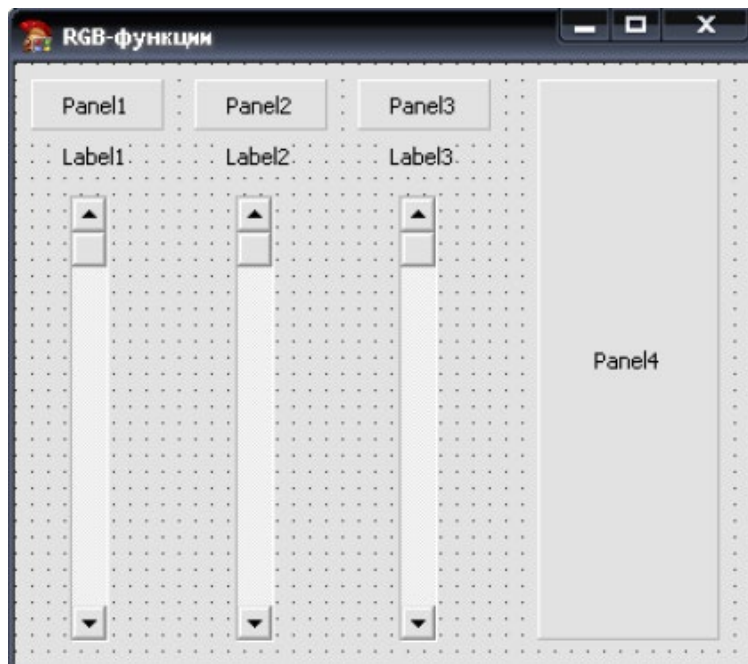 RGB-функции
Panel1
Panel2
Panel3
Label1
Label2
Label3
Panel4